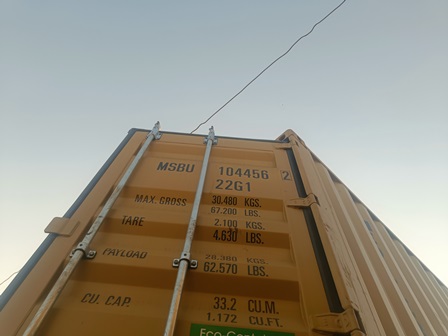 MSBU 104456 2
22G1
MAX. GROSS 30.480 KGS.
67.200 LBS.
TARE 2.100 KGS.
4.630 LBS.
PAYLOAD 28.380 KGS.
62.570 LBS.
CU. CAP. 33.2 CU.M.
1.172 CU.FT.